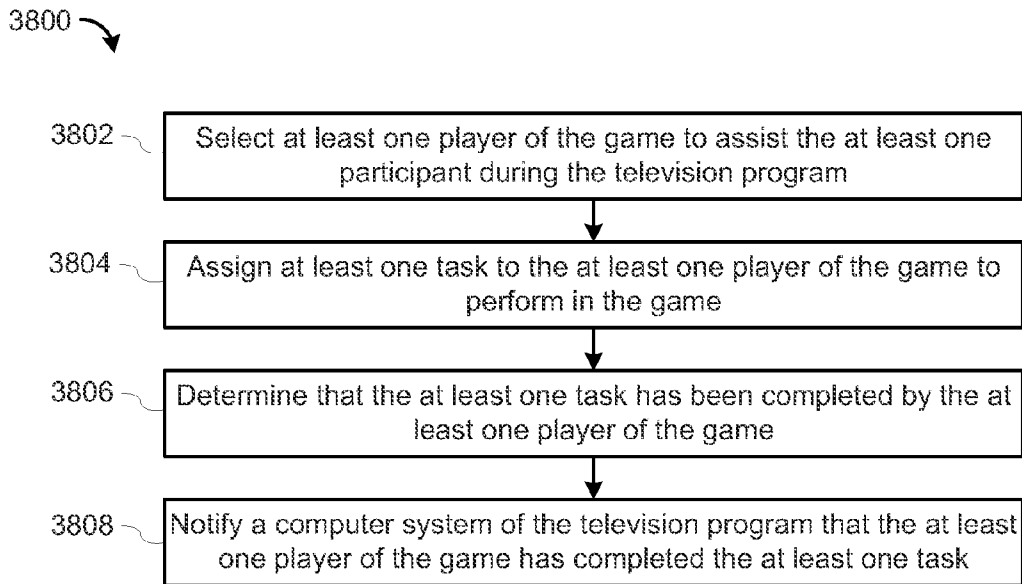 3800
3802
Select at least one player of the game to assist the at least one
participant during the television program
3804
Assign at least one task to the at least one player of the game to
perform in the game
3806
Determine that the at least one task has been completed by the at
least one player of the game
3808
Notify a computer system of the television program that the at least
one player of the game has completed the at least one task